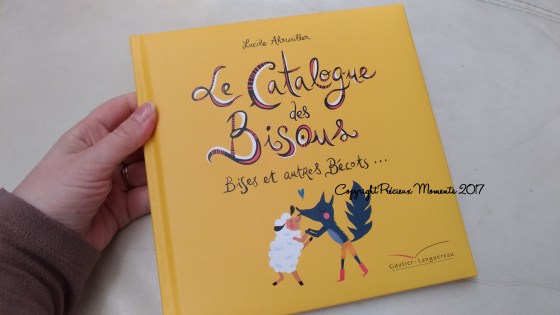 Lucile Ahrweiller
Le Catalogue
des
Bisous
Bises et autres Bécots...
Copyright Précieux Moments 2017
Gautier-Languereau